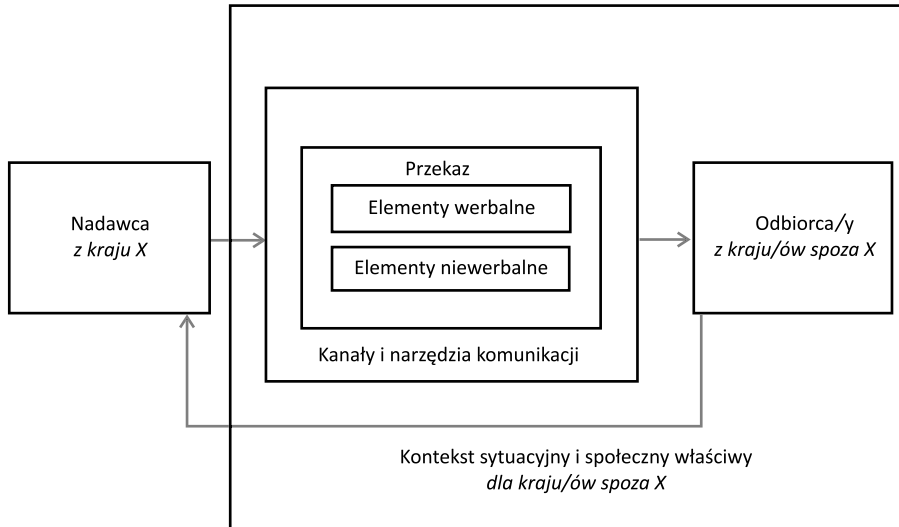 Przekaz
Elementy werbalne
Nadawca
z kraju X
Odbiorca/y
z kraju/ów spoza X
Elementy niewerbalne
Kanały i narzędzia komunikacji
Kontekst sytuacyjny i społeczny właściwy
dla kraju/ów spoza X